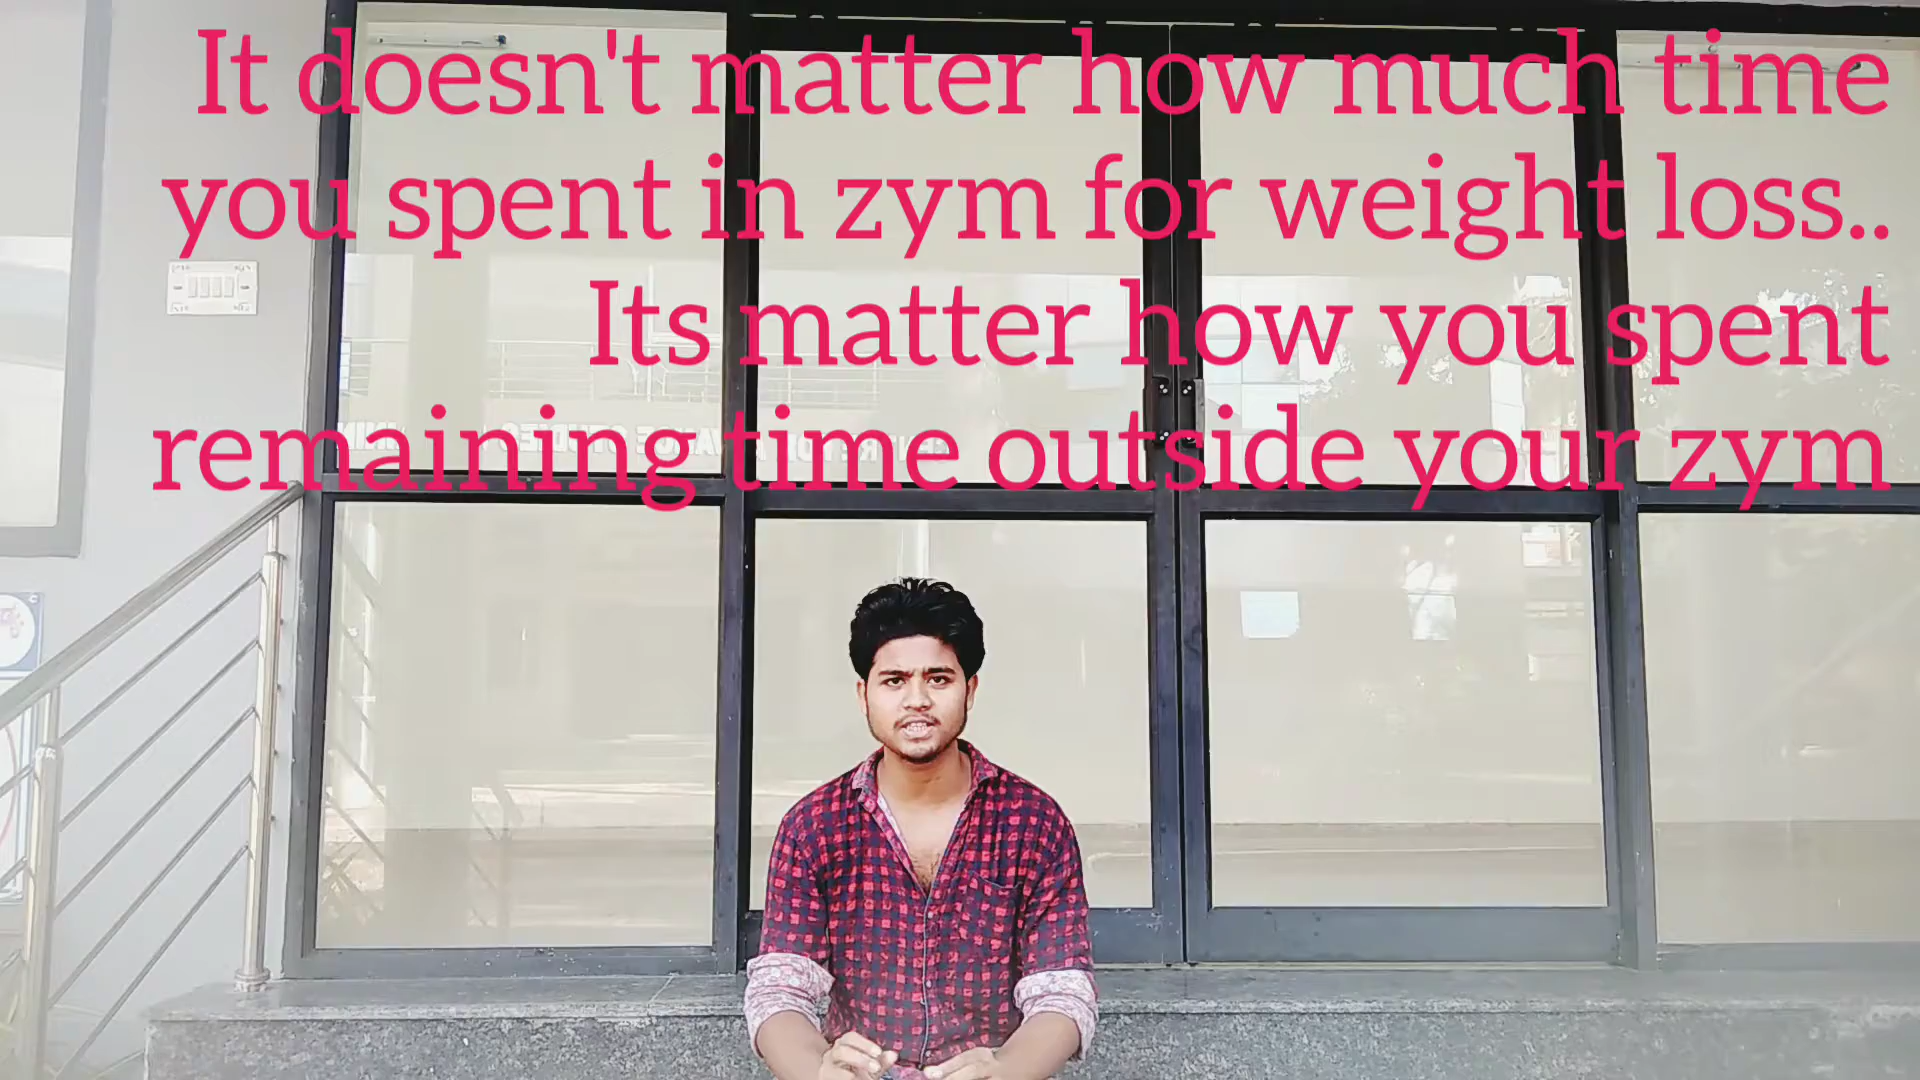 It doesn't matter how much time
you spent in zym for weight loss..
Its matter how you spent
remaining time outside your zym